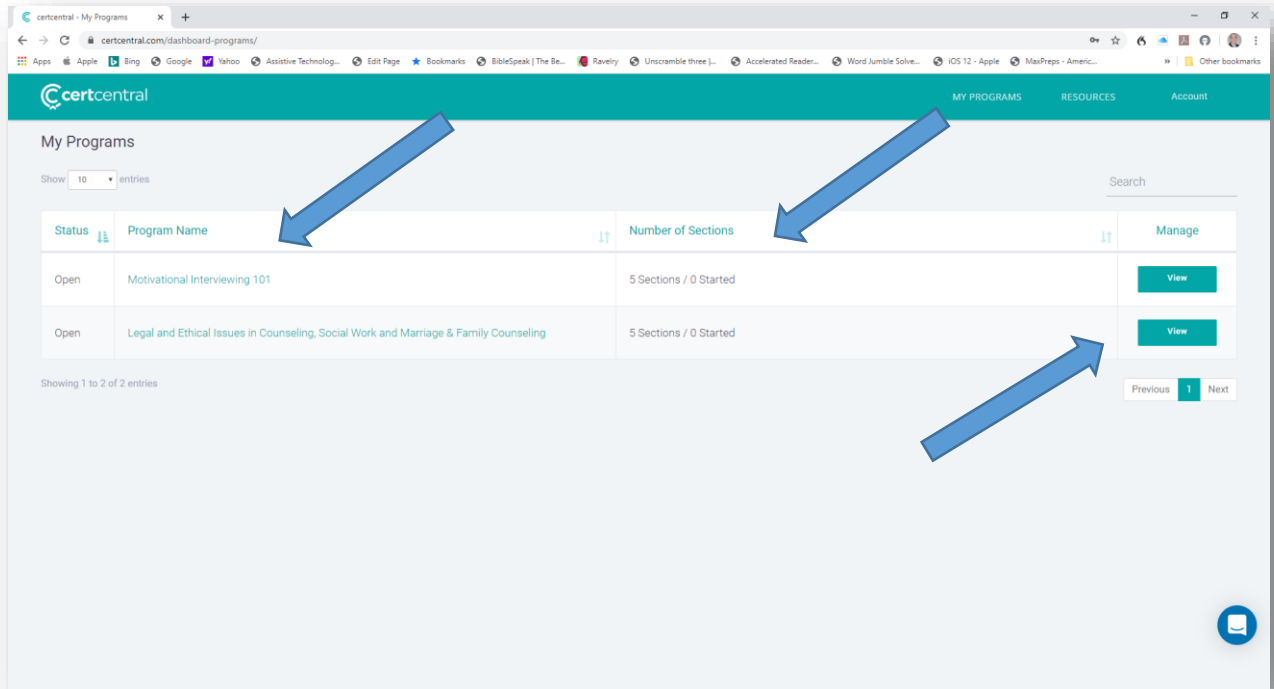 certcentral - My Programs
certcentral.com/dashboard-programs/
Apps Apple Bing Google Yahoo Assistive Technolog... Edit Page Bookmarks BibleSpeak | The Be... Ravelry Unscramble three |... Accelerated Reader... Word Jumble Solve... iOS 12 - Apple MaxPreps - Americ... » Other bookmarks
certcentral MY PROGRAMS RESOURCES Account
My Programs
Show 10 entries
Search
Status Program Name Number of Sections Manage
Open Motivational Interviewing 101 5 Sections / 0 Started View
Open Legal and Ethical Issues in Counseling, Social Work and Marriage & Family Counseling 5 Sections / 0 Started View
Showing 1 to 2 of 2 entries
Previous 1 Next